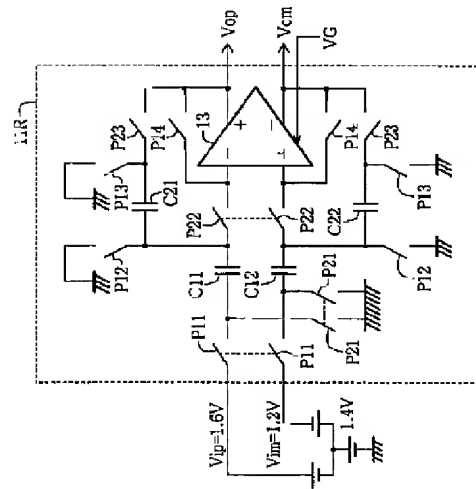 11R
P23
P14
P13
C21
P12
P22
C11
P11
P21
Vip=1.6V
Vim=1.2V
1.4V
P11
P21
C12
P22
P12
C22
P13
P23
P14
13
+
−
VG
Vop
Vcm